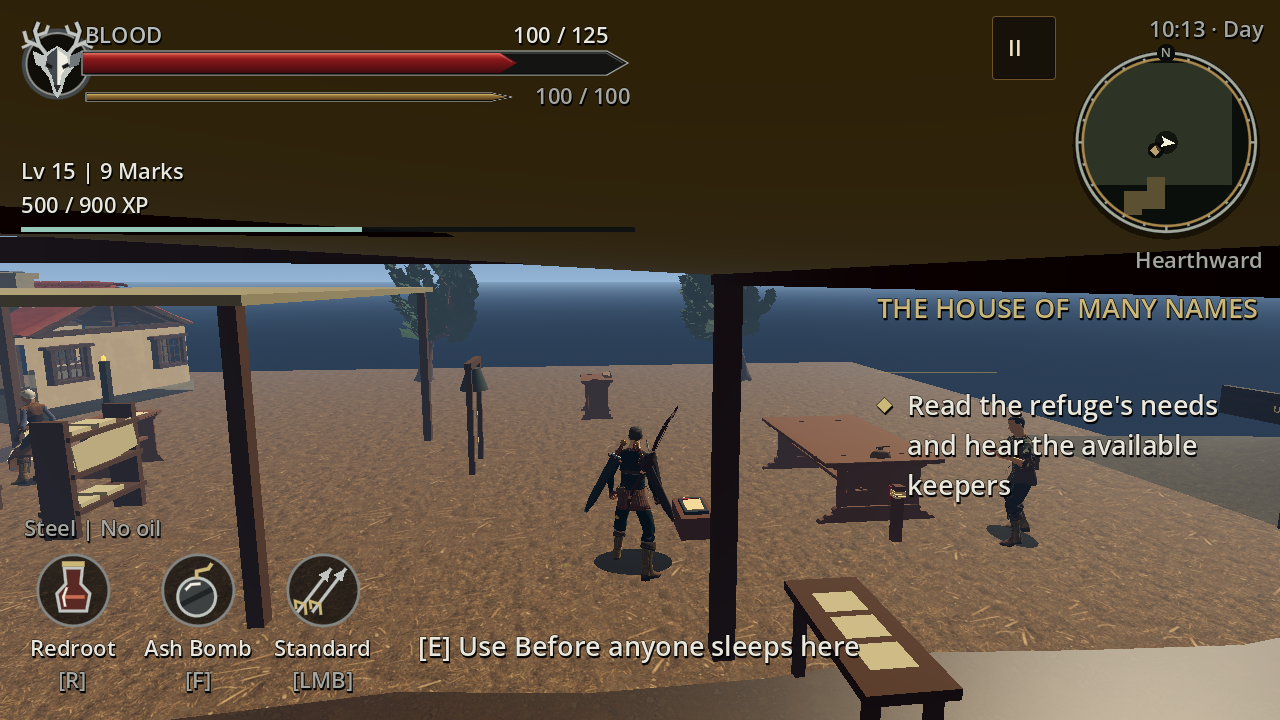 BLOOD
100 / 125
100 / 100
10:13 · Day
N
Lv 15 | 9 Marks
500 / 900 XP
Hearthward
THE HOUSE OF MANY NAMES
Read the refuge's needs
and hear the available
keepers
Steel | No oil
Redroot
Ash Bomb
Standard
[R]
[F]
[LMB]
[E] Use Before anyone sleeps here